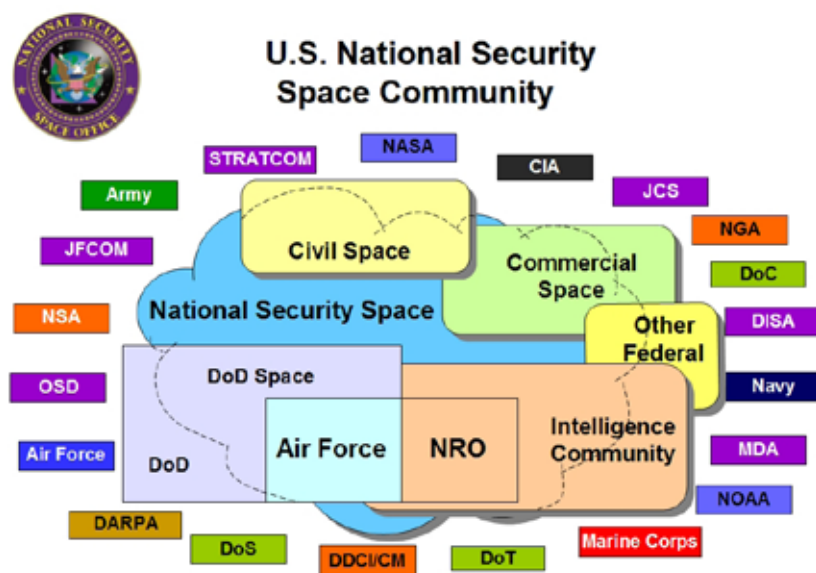 NATIONAL SECURITY
SPACE OFFICE
U.S. National Security
Space Community
STRATCOM
NASA
CIA
Army
JCS
JFCOM
NGA
Civil Space
Commercial
Space
DoC
NSA
National Security Space
Other
Federal
DISA
OSD
DoD Space
Navy
Air Force
DoD
Air Force
NRO
Intelligence
Community
MDA
NOAA
DARPA
DoS
DDCI/CM
DoT
Marine Corps